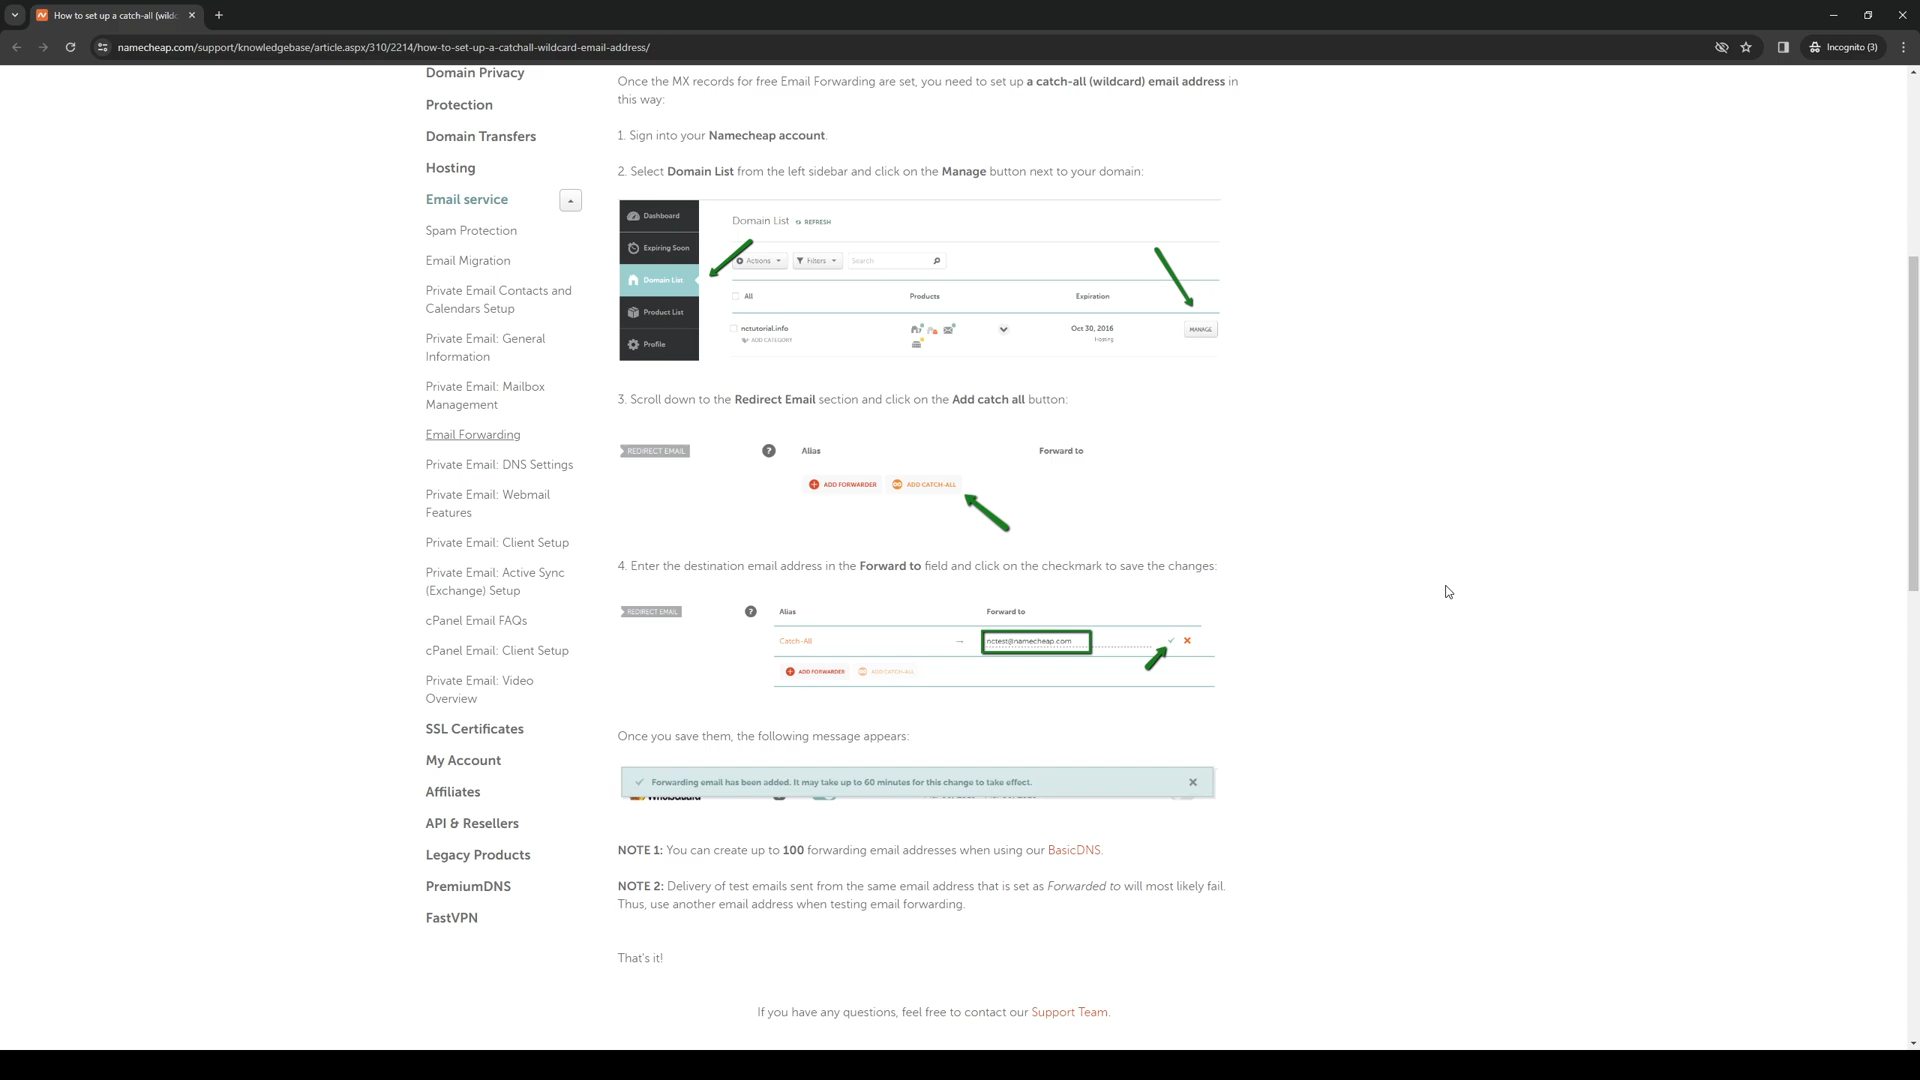 How to set up a catch-all (wildc
namecheap.com/support/knowledgebase/article.aspx/310/2214/how-to-set-up-a-catchall-wildcard-email-address/
Incognito (3)
Domain Privacy
Protection
Domain Transfers
Hosting
Email service
Spam Protection
Email Migration
Private Email Contacts and
Calendars Setup
Private Email: General
Information
Private Email: Mailbox
Management
Email Forwarding
Private Email: DNS Settings
Private Email: Webmail
Features
Private Email: Client Setup
Private Email: Active Sync
(Exchange) Setup
cPanel Email FAQs
cPanel Email: Client Setup
Private Email: Video
Overview
SSL Certificates
My Account
Affiliates
API & Resellers
Legacy Products
PremiumDNS
FastVPN
Once the MX records for free Email Forwarding are set, you need to set up a catch-all (wildcard) email address in
this way:
1. Sign into your Namecheap account.
2. Select Domain List from the left sidebar and click on the Manage button next to your domain:
Dashboard
Expiring Soon
Domain List
Product List
Profile
Domain List REFRESH
Actions Filters Search
All Products Expiration
nctutorial.info Oct 30, 2016 MANAGE
ADD CATEGORY Hosting
3. Scroll down to the Redirect Email section and click on the Add catch all button:
REDIRECT EMAIL ? Alias Forward to
ADD FORWARDER ADD CATCH-ALL
4. Enter the destination email address in the Forward to field and click on the checkmark to save the changes:
REDIRECT EMAIL ? Alias Forward to
Catch-All → nctest@namecheap.com
ADD FORWARDER ADD CATCH-ALL
Once you save them, the following message appears:
Forwarding email has been added. It may take up to 60 minutes for this change to take effect.
NOTE 1: You can create up to 100 forwarding email addresses when using our BasicDNS.
NOTE 2: Delivery of test emails sent from the same email address that is set as Forwarded to will most likely fail.
Thus, use another email address when testing email forwarding.
That's it!
If you have any questions, feel free to contact our Support Team.